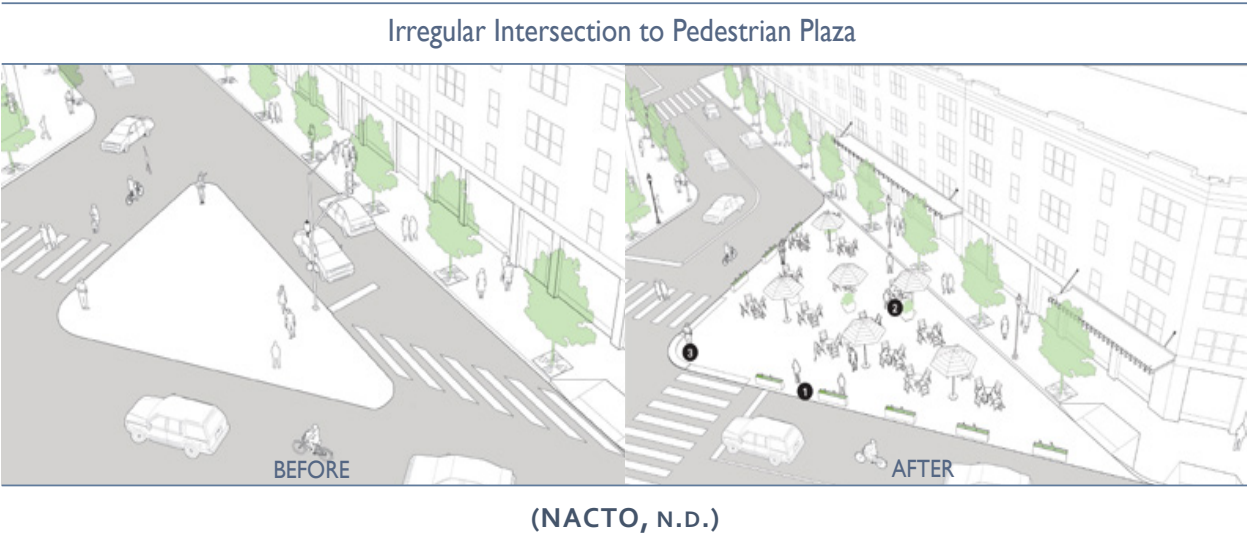 Irregular Intersection to Pedestrian Plaza
2
3
1
BEFORE
AFTER
(NACTO, N.D.)